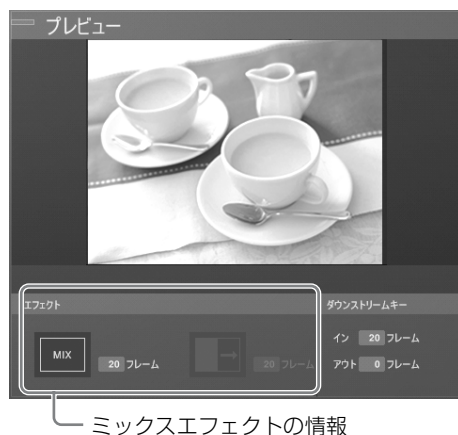 プレビュー
エフェクト
ダウンストリームキー
MIX
20 フレーム
20 フレーム
イン 20 フレーム
アウト 0 フレーム
ミックスエフェクトの情報